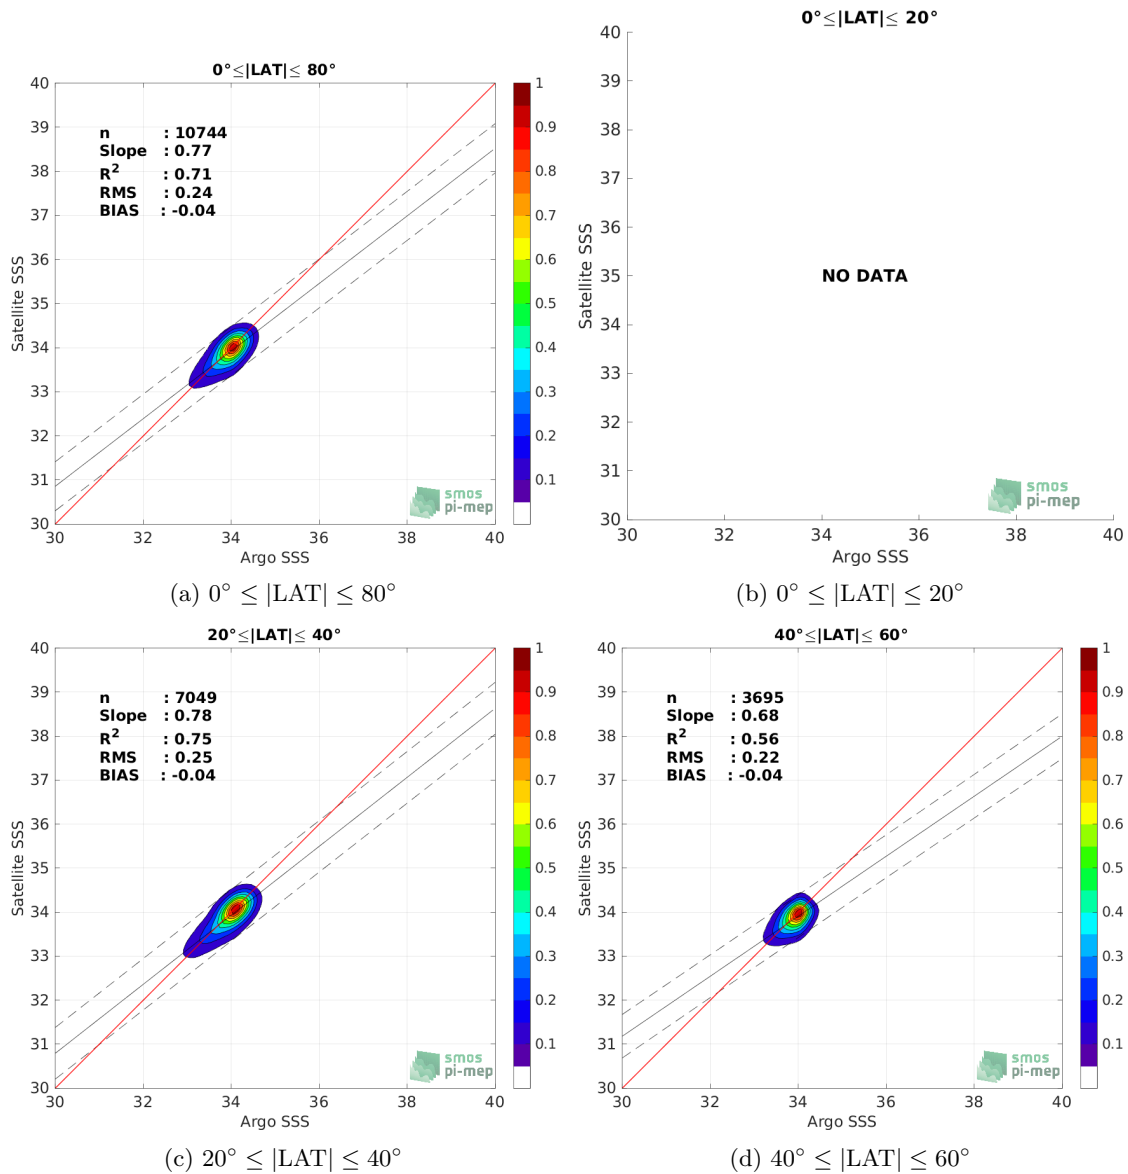 0°≤|LAT|≤ 80°
40
39
38
37
36
35
34
33
32
31
30
Satellite SSS
n : 10744
Slope : 0.77
R² : 0.71
RMS : 0.24
BIAS : -0.04
smos
pi-mep
30 32 34 36 38 40
Argo SSS
1
0.9
0.8
0.7
0.6
0.5
0.4
0.3
0.2
0.1
(a) 0° ≤ |LAT| ≤ 80°
0°≤|LAT|≤ 20°
40
39
38
37
36
35
34
33
32
31
30
Satellite SSS
NO DATA
smos
pi-mep
30 32 34 36 38 40
Argo SSS
(b) 0° ≤ |LAT| ≤ 20°
20°≤|LAT|≤ 40°
40
39
38
37
36
35
34
33
32
31
30
Satellite SSS
n : 7049
Slope : 0.78
R² : 0.75
RMS : 0.25
BIAS : -0.04
smos
pi-mep
30 32 34 36 38 40
Argo SSS
1
0.9
0.8
0.7
0.6
0.5
0.4
0.3
0.2
0.1
(c) 20° ≤ |LAT| ≤ 40°
40°≤|LAT|≤ 60°
40
39
38
37
36
35
34
33
32
31
30
Satellite SSS
n : 3695
Slope : 0.68
R² : 0.56
RMS : 0.22
BIAS : -0.04
smos
pi-mep
30 32 34 36 38 40
Argo SSS
1
0.9
0.8
0.7
0.6
0.5
0.4
0.3
0.2
0.1
(d) 40° ≤ |LAT| ≤ 60°